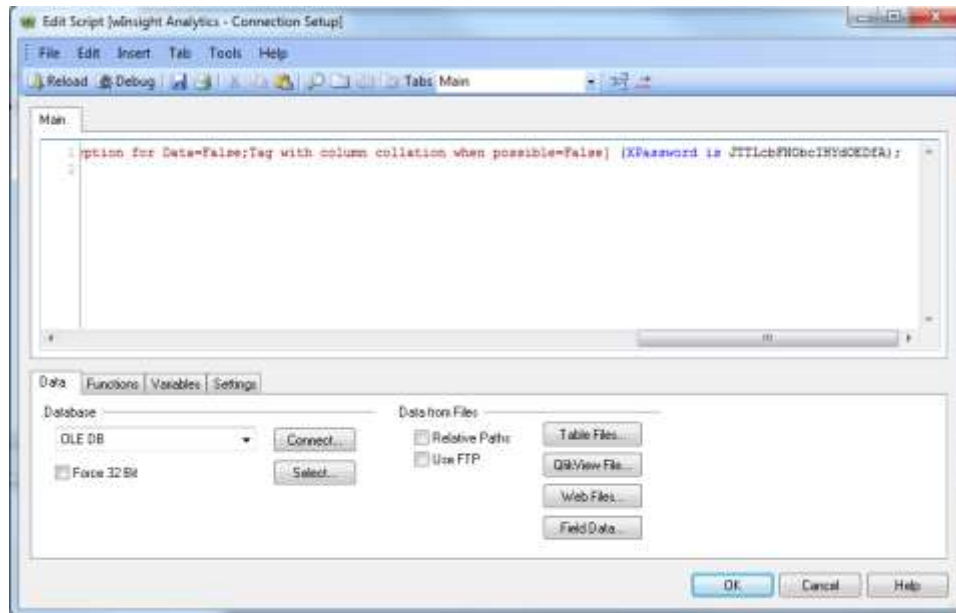 Edit Script [wInsight Analytics - Connection Setup]
File Edit Insert Tab Tools Help
Reload Debug Tabs Main
Main
1 ption for Data=False;Tag with column collation when possible=False] (XPassword is
2
Data Functions Variables Settings
Database
OLE DB Connect...
Force 32 Bit Select...
Data from Files
Relative Paths Table Files...
Use FTP QlikView File...
Web Files...
Field Data...
OK Cancel Help